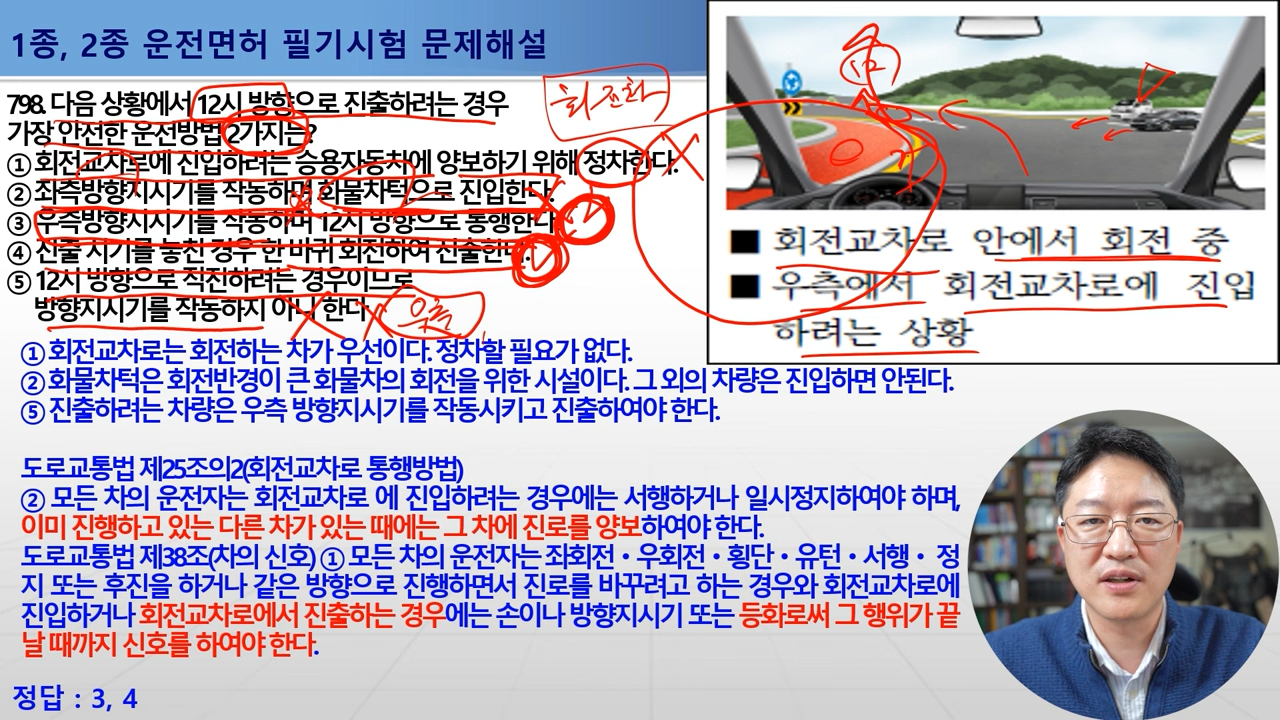 1종, 2종 운전면허 필기시험 문제해설
798. 다음 상황에서 12시 방향으로 진출하려는 경우
가장 안전한 운전방법 2가지는?
① 회전교차로에 진입하려는 승용자동차에 양보하기 위해 정차한다.
② 좌측방향지시기를 작동하며 화물차턱으로 진입한다.
③ 우측방향지시기를 작동하며 12시 방향으로 통행한다.
④ 진출 시기를 놓친 경우 한 바퀴 회전하여 진출한다.
⑤ 12시 방향으로 직진하려는 경우이므로
방향지시기를 작동하지 아니 한다
우측
12
■ 회전교차로 안에서 회전 중
■ 우측에서 회전교차로에 진입
하려는 상황
① 회전교차로는 회전하는 차가 우선이다. 정차할 필요가 없다.
② 화물차턱은 회전반경이 큰 화물차의 회전을 위한 시설이다. 그 외의 차량은 진입하면 안된다.
⑤ 진출하려는 차량은 우측 방향지시기를 작동시키고 진출하여야 한다.
도로교통법 제25조의2(회전교차로 통행방법)
② 모든 차의 운전자는 회전교차로 에 진입하려는 경우에는 서행하거나 일시정지하여야 하며,
이미 진행하고 있는 다른 차가 있는 때에는 그 차에 진로를 양보하여야 한다.
도로교통법 제38조(차의 신호) ① 모든 차의 운전자는 좌회전・우회전・횡단・유턴・서행・ 정
지 또는 후진을 하거나 같은 방향으로 진행하면서 진로를 바꾸려고 하는 경우와 회전교차로에
진입하거나 회전교차로에서 진출하는 경우에는 손이나 방향지시기 또는 등화로써 그 행위가 끝
날 때까지 신호를 하여야 한다.
정답 : 3, 4